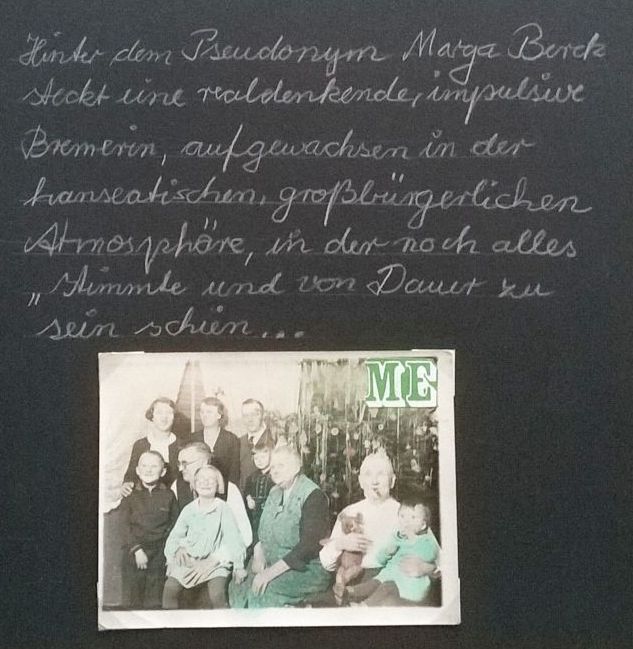 Hinter dem Pseudonym Marga Berck
steckt eine realdenkende, impulsive
Bremerin, aufgewachsen in der
hanseatischen, großbürgerlichen
Atmosphäre, in der noch alles
„stimmte und von Dauer zu
sein schien...
ME